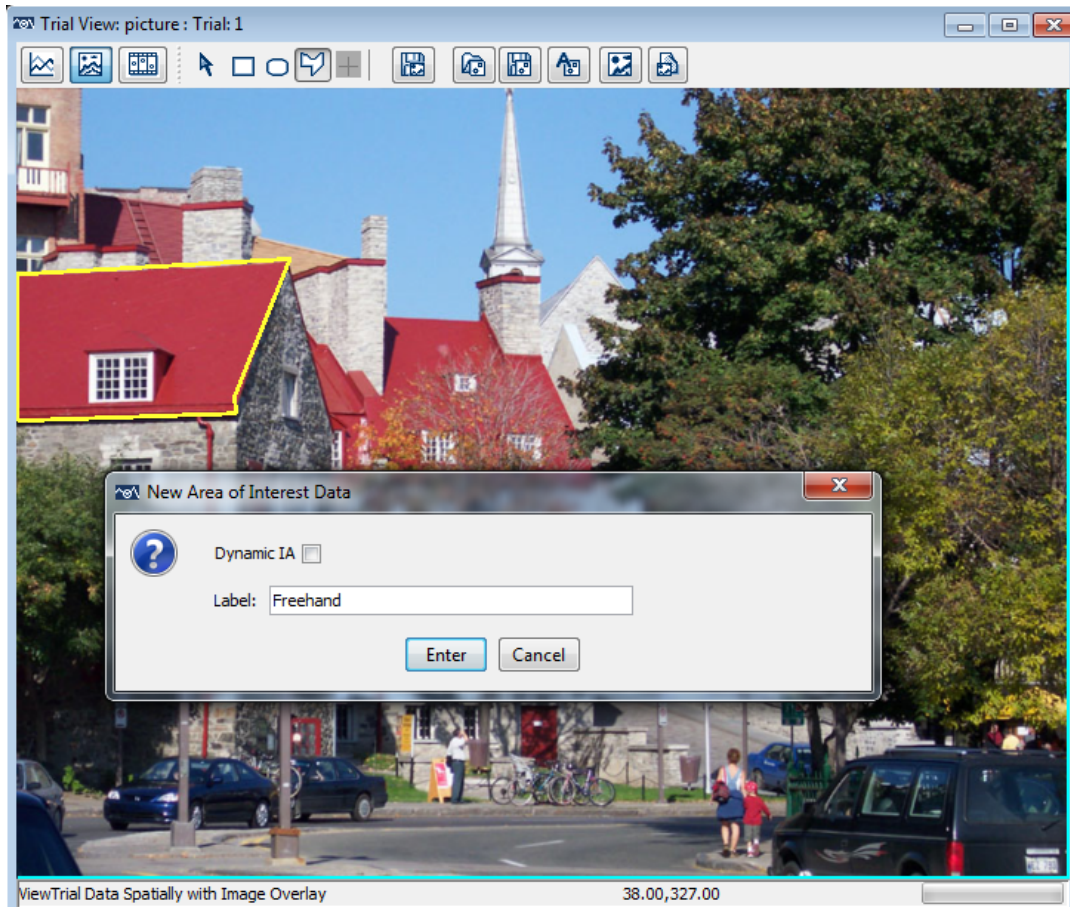 Trial View: picture : Trial: 1
New Area of Interest Data
Dynamic IA
Label: Freehand
Enter Cancel
ViewTrial Data Spatially with Image Overlay 38.00,327.00